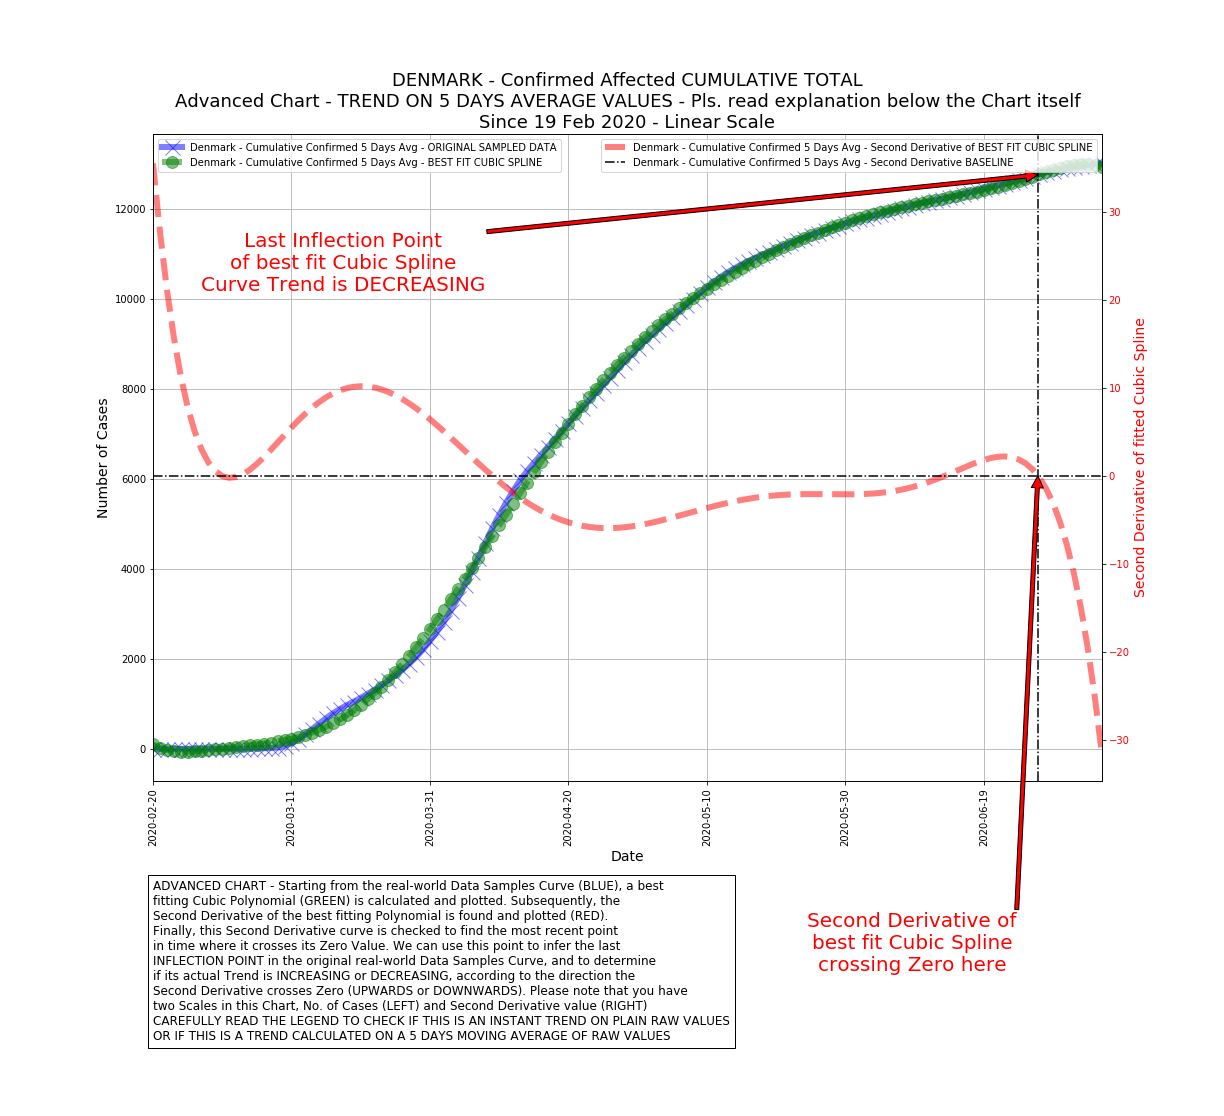 DENMARK - Confirmed Affected CUMULATIVE TOTAL
Advanced Chart - TREND ON 5 DAYS AVERAGE VALUES - Pls. read explanation below the Chart itself
Since 19 Feb 2020 - Linear Scale
Denmark - Cumulative Confirmed 5 Days Avg - ORIGINAL SAMPLED DATA
Denmark - Cumulative Confirmed 5 Days Avg - BEST FIT CUBIC SPLINE
Denmark - Cumulative Confirmed 5 Days Avg - Second Derivative of BEST FIT CUBIC SPLINE
Denmark - Cumulative Confirmed 5 Days Avg - Second Derivative BASELINE
Last Inflection Point
of best fit Cubic Spline
Curve Trend is DECREASING
Number of Cases
12000
10000
8000
6000
4000
2000
0
30
20
10
0
−10
−20
−30
Second Derivative of fitted Cubic Spline
2020-02-20
2020-03-11
2020-03-31
2020-04-20
2020-05-10
2020-05-30
2020-06-19
Date
Second Derivative of
best fit Cubic Spline
crossing Zero here
ADVANCED CHART - Starting from the real-world Data Samples Curve (BLUE), a best
fitting Cubic Polynomial (GREEN) is calculated and plotted. Subsequently, the
Second Derivative of the best fitting Polynomial is found and plotted (RED).
Finally, this Second Derivative curve is checked to find the most recent point
in time where it crosses its Zero Value. We can use this point to infer the last
INFLECTION POINT in the original real-world Data Samples Curve, and to determine
if its actual Trend is INCREASING or DECREASING, according to the direction the
Second Derivative crosses Zero (UPWARDS or DOWNWARDS). Please note that you have
two Scales in this Chart, No. of Cases (LEFT) and Second Derivative value (RIGHT)
CAREFULLY READ THE LEGEND TO CHECK IF THIS IS AN INSTANT TREND ON PLAIN RAW VALUES
OR IF THIS IS A TREND CALCULATED ON A 5 DAYS MOVING AVERAGE OF RAW VALUES